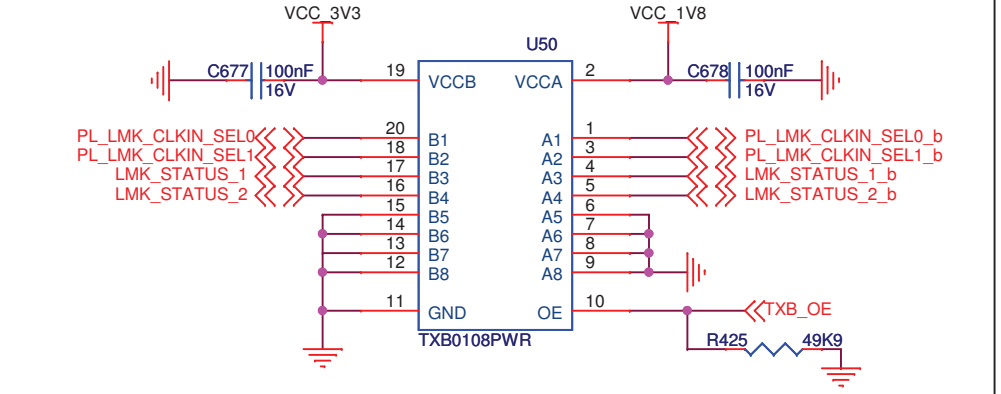 VCC_3V3 VCC_1V8
U50
C677 100nF 19 VCCB VCCA 2 C678 100nF
16V 16V
PL_LMK_CLKIN_SEL0 20 B1 A1 1 PL_LMK_CLKIN_SEL0_b
PL_LMK_CLKIN_SEL1 18 B2 A2 3 PL_LMK_CLKIN_SEL1_b
LMK_STATUS_1 17 B3 A3 4 LMK_STATUS_1_b
LMK_STATUS_2 16 B4 A4 5 LMK_STATUS_2_b
15 B5 A5 6
14 B6 A6 7
13 B7 A7 8
12 B8 A8 9
11 GND OE 10 TXB_OE
TXB0108PWR R425 49K9